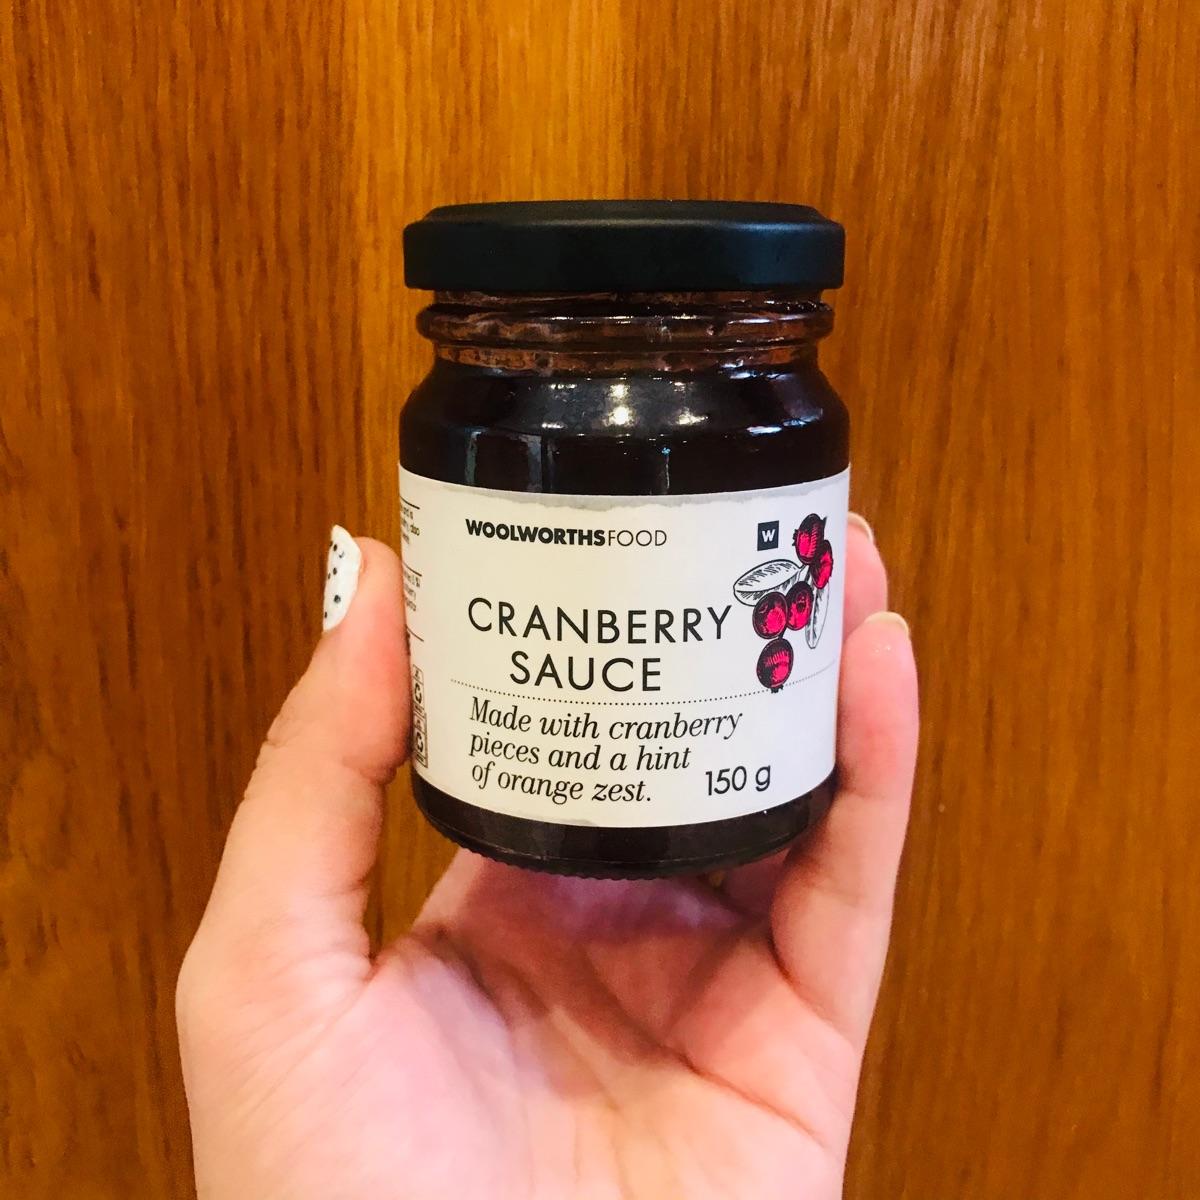 WOOLWORTHSFOOD
W
CRANBERRY
SAUCE
Made with cranberry
pieces and a hint
of orange zest.
150 g